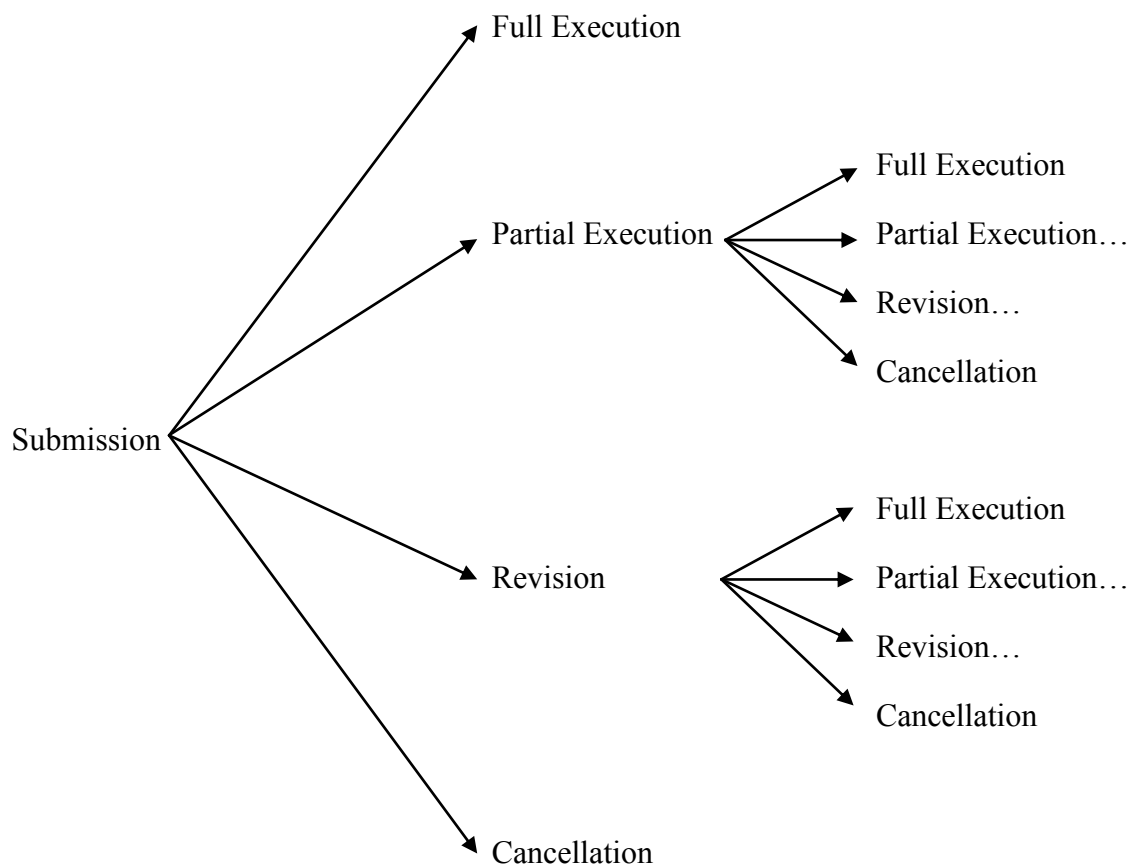 Full Execution
Full Execution
Partial Execution
Partial Execution…
Revision…
Cancellation
Submission
Full Execution
Revision
Partial Execution…
Revision…
Cancellation
Cancellation